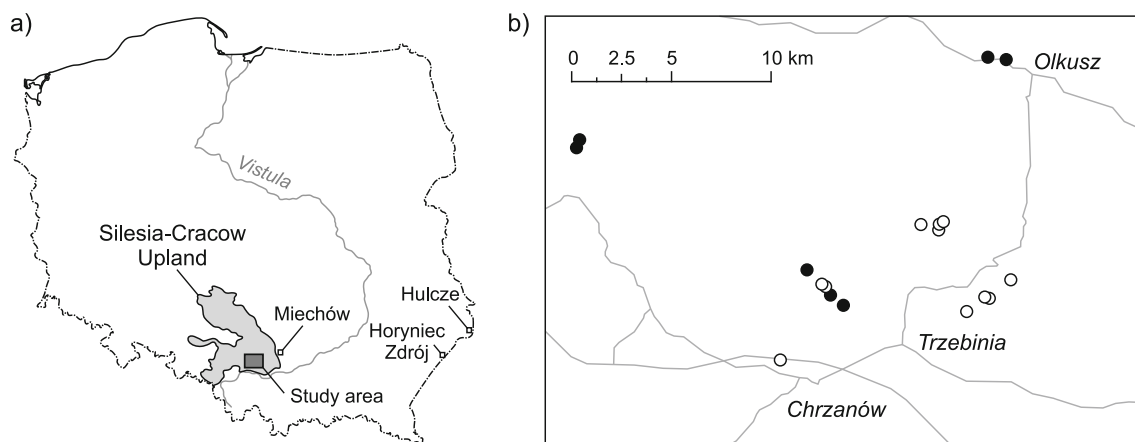 a)
Vistula
Silesia-Cracow
Upland
Miechów
Hulcze
Horyniec
Zdrój
Study area
b)
0 2.5 5 10 km
Olkusz
Trzebinia
Chrzanów